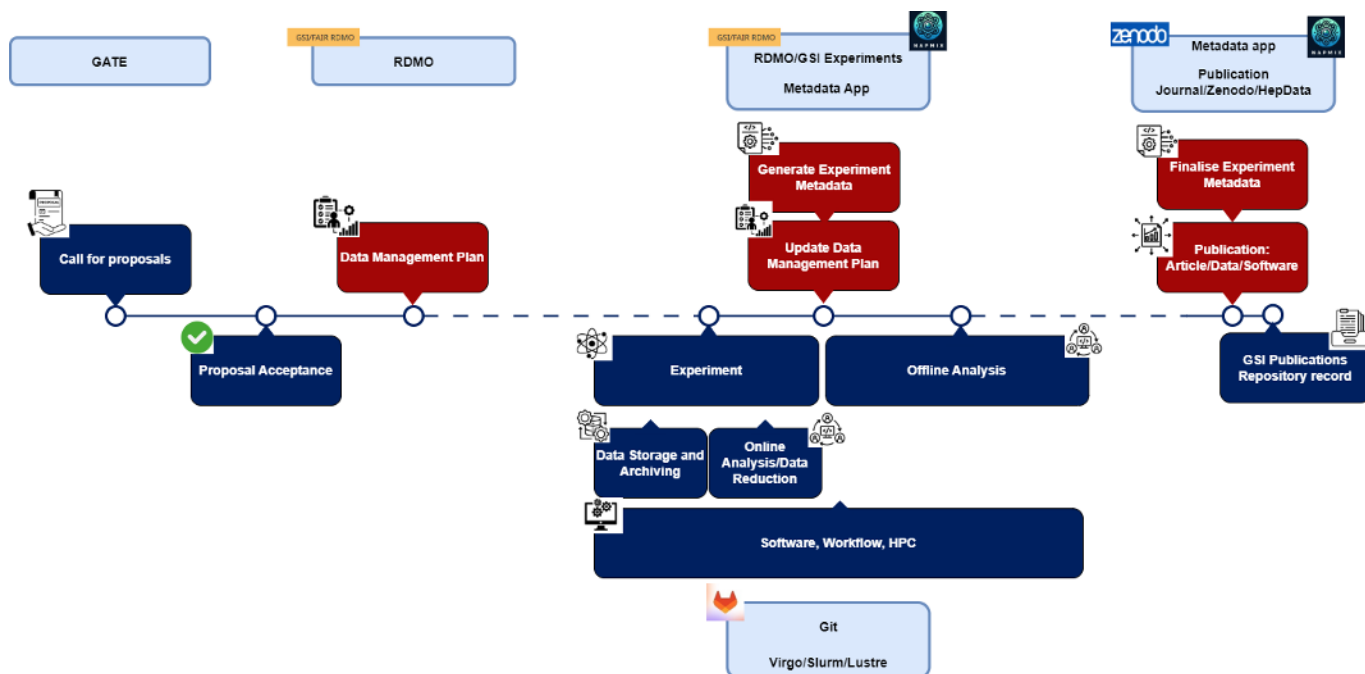 GATE
GSI/FAIR RDMO
RDMO
GSI/FAIR RDMO
RDMO/GSI Experiments
Metadata App
HAPMIX
zenodo
Metadata app
Publication
Journal/Zenodo/HepData
HAPMIX
Generate Experiment
Metadata
Finalise Experiment
Metadata
PROPOSAL
Call for proposals
Data Management Plan
Update Data
Management Plan
Publication:
Article/Data/Software
Proposal Acceptance
Experiment
Offline Analysis
GSI Publications
Repository record
Data Storage and
Archiving
Online
Analysis/Data
Reduction
Software, Workflow, HPC
Git
Virgo/Slurm/Lustre